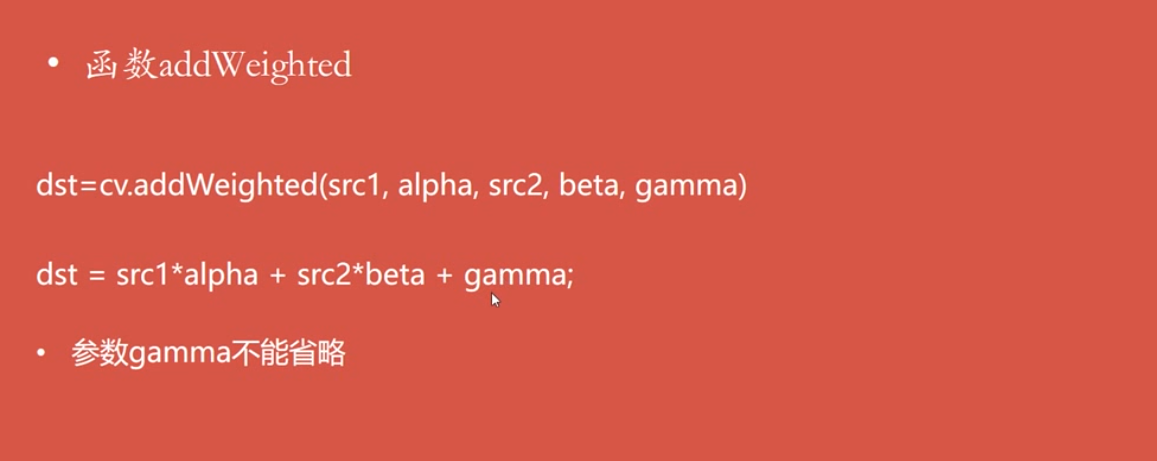 • 函数addWeighted
dst=cv.addWeighted(src1, alpha, src2, beta, gamma)
dst = src1*alpha + src2*beta + gamma;
• 参数gamma不能省略